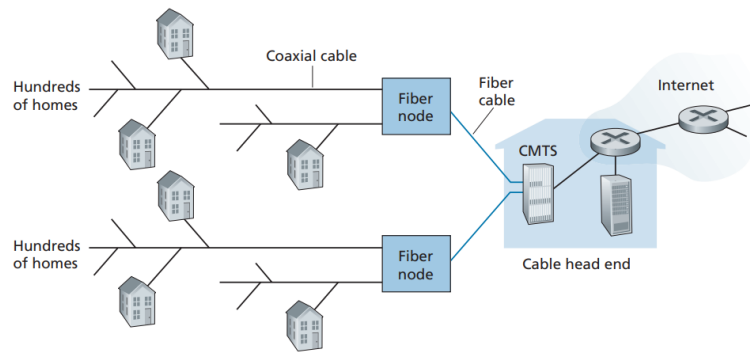 Coaxial cable
Hundreds
of homes
Fiber
node
Fiber
cable
Internet
CMTS
Hundreds
of homes
Fiber
node
Cable head end